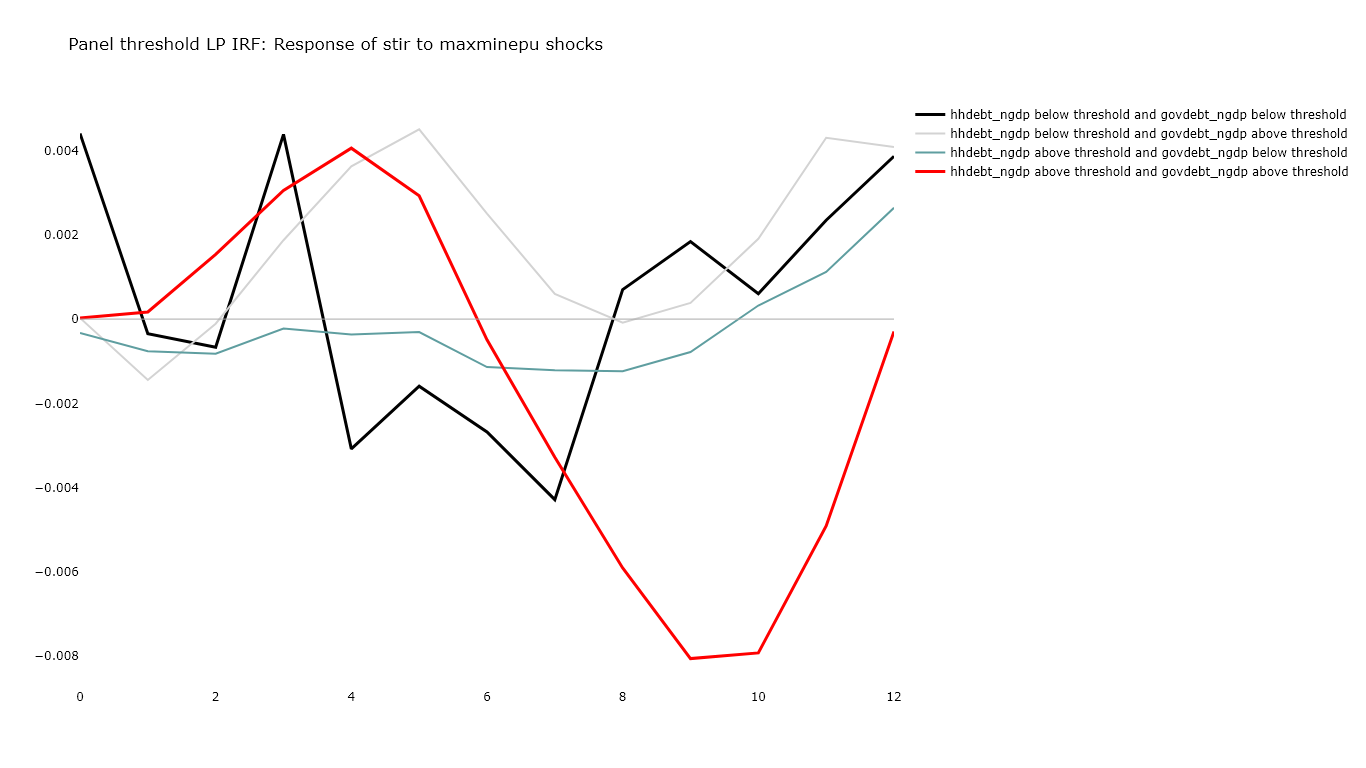 Panel threshold LP IRF: Response of stir to maxminepu shocks
hhdebt_ngdp below threshold and govdebt_ngdp below threshold
hhdebt_ngdp below threshold and govdebt_ngdp above threshold
hhdebt_ngdp above threshold and govdebt_ngdp below threshold
hhdebt_ngdp above threshold and govdebt_ngdp above threshold
0.004
0.002
0
−0.002
−0.004
−0.006
−0.008
0 2 4 6 8 10 12